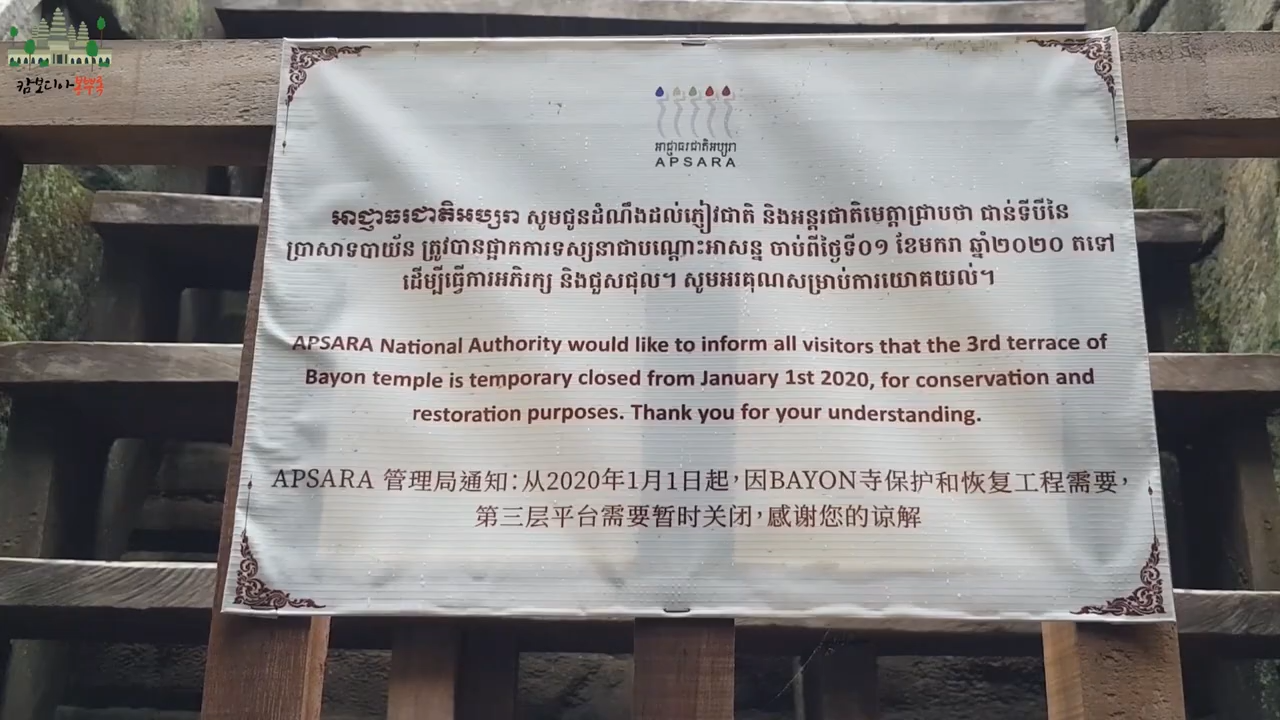 캄보디아봇뿌족
អាជ្ញាធរជាតិអប្សរា
APSARA
អាជ្ញាធរជាតិអប្សរា សូមជូនដំណឹងដល់ភ្ញៀវជាតិ និងអន្តរជាតិមេត្តាជ្រាបថា ជាន់ទីបីនៃ
ប្រាសាទបាយ័ន ត្រូវបានផ្អាកការទស្សនាជាបណ្តោះអាសន្ន ចាប់ពីថ្ងៃទី០១ ខែមករា ឆ្នាំ២០២០ តទៅ
ដើម្បីធ្វើការអភិរក្ស និងជួសជុល។ សូមអរគុណសម្រាប់ការយោគយល់។
APSARA National Authority would like to inform all visitors that the 3rd terrace of
Bayon temple is temporary closed from January 1st 2020, for conservation and
restoration purposes. Thank you for your understanding.
APSARA 管理局通知：从2020年1月1日起，因BAYON寺保护和恢复工程需要，
第三层平台需要暂时关闭，感谢您的谅解